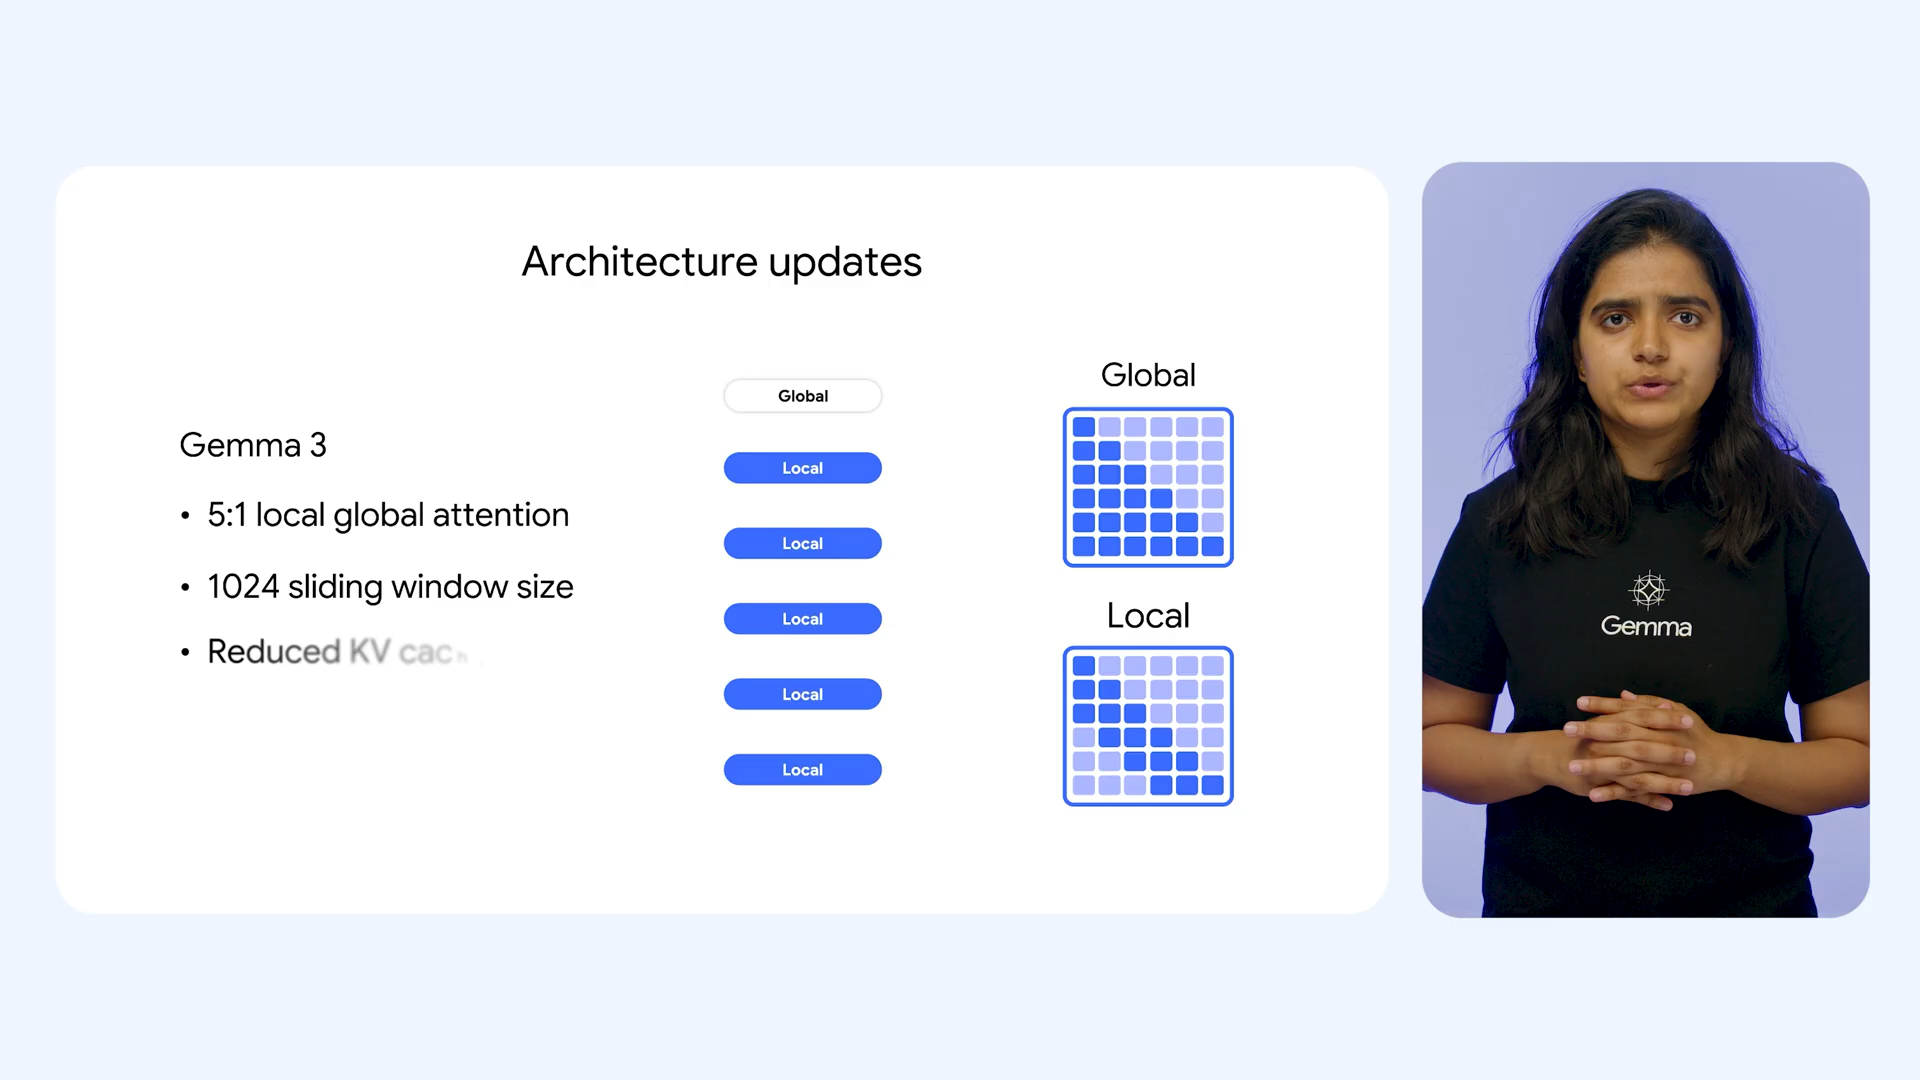 Architecture updates
Gemma 3
• 5:1 local global attention
• 1024 sliding window size
• Reduced KV
Global
Local
Local
Local
Local
Local
Global
Local
Gemma